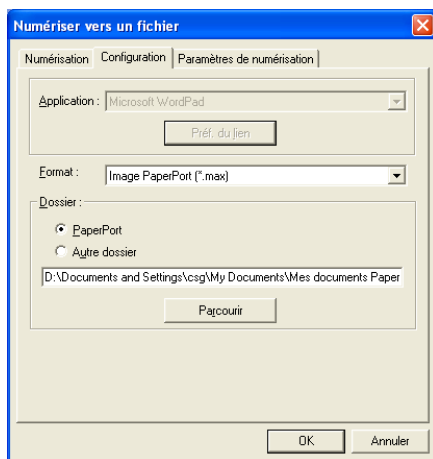 Numériser vers un fichier
Numérisation Configuration Paramètres de numérisation
Application : Microsoft WordPad
Préf. du lien
Format : Image PaperPort (*.max)
Dossier :
PaperPort
Autre dossier
D:\Documents and Settings\csg\My Documents\Mes documents Paper
Parcourir
OK Annuler